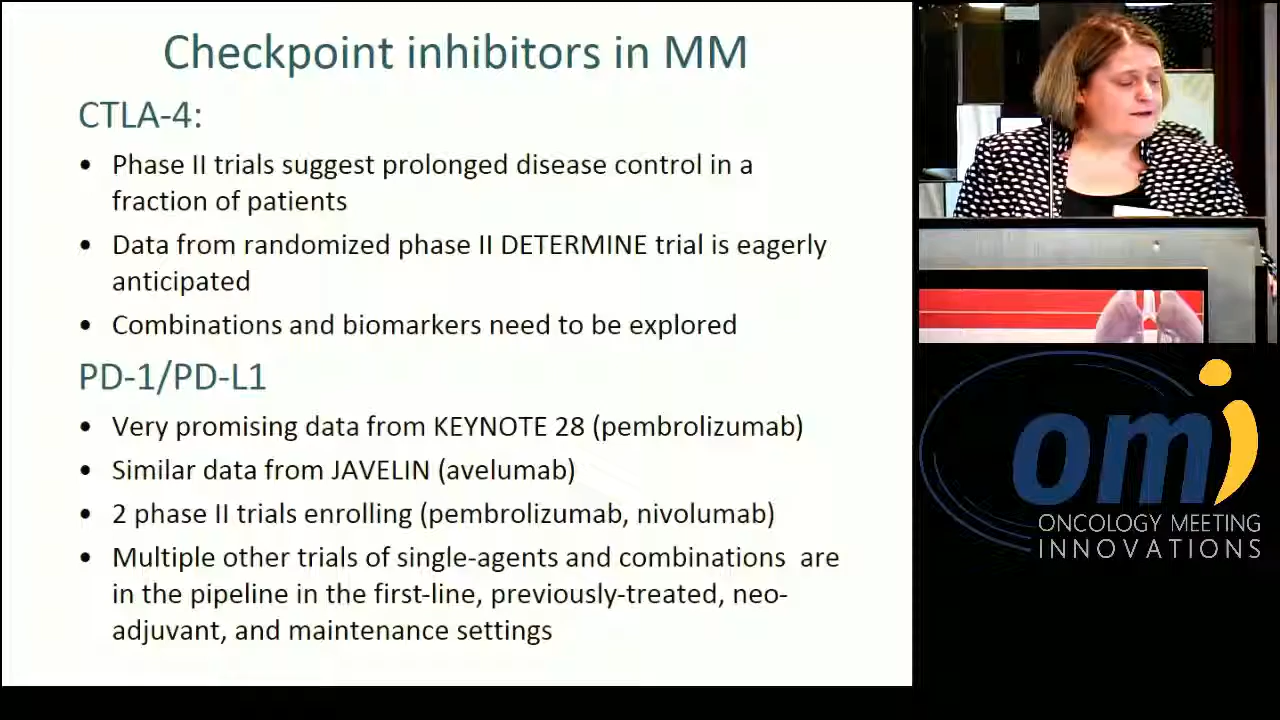 Checkpoint inhibitors in MM
CTLA-4:
• Phase II trials suggest prolonged disease control in a
fraction of patients
• Data from randomized phase II DETERMINE trial is eagerly
anticipated
• Combinations and biomarkers need to be explored
PD-1/PD-L1
• Very promising data from KEYNOTE 28 (pembrolizumab)
• Similar data from JAVELIN (avelumab)
• 2 phase II trials enrolling (pembrolizumab, nivolumab)
• Multiple other trials of single-agents and combinations are
in the pipeline in the first-line, previously-treated, neo-
adjuvant, and maintenance settings
omi
ONCOLOGY MEETING
INNOVATIONS